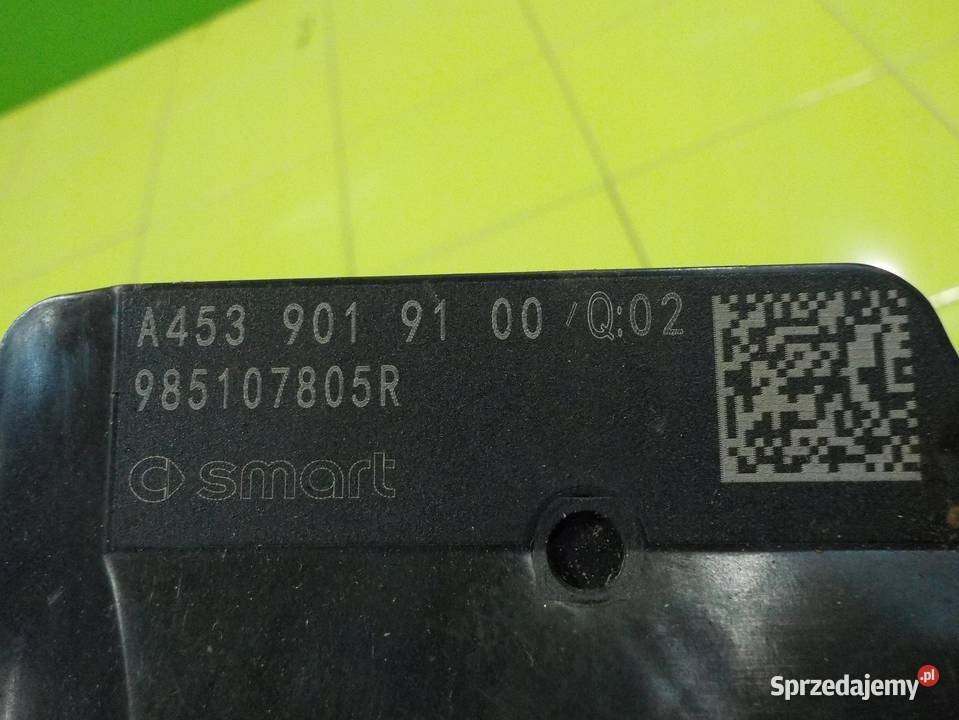 A453 901 91 00 /Q:02
985107805R
smart
Sprzedajemy.pl